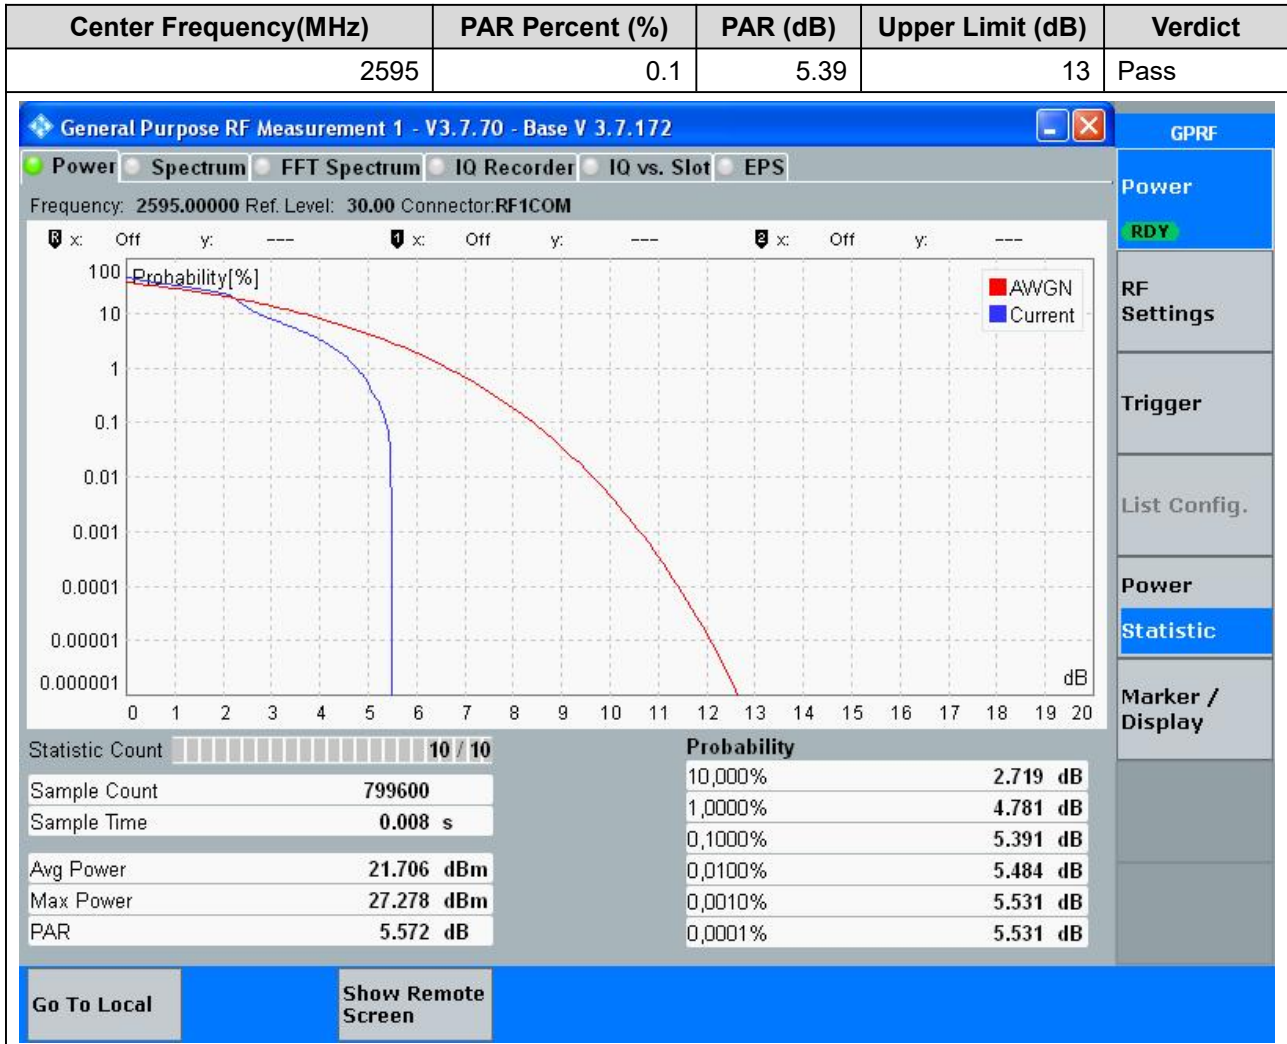 Center Frequency(MHz) PAR Percent (%) PAR (dB) Upper Limit (dB) Verdict
2595 0.1 5.39 13 Pass
General Purpose RF Measurement 1 - V3.7.70 - Base V 3.7.172
GPRF
Power Spectrum FFT Spectrum IQ Recorder IQ vs. Slot EPS
Frequency: 2595.00000 Ref. Level: 30.00 Connector:RF1COM
R x: Off y: --- 1 x: Off y: --- 2 x: Off y: ---
Probability[%]
AWGN
Current
100
10
1
0.1
0.01
0.001
0.0001
0.00001
0.000001
dB
0 1 2 3 4 5 6 7 8 9 10 11 12 13 14 15 16 17 18 19 20
Statistic Count 10 / 10
Sample Count 799600
Sample Time 0.008 s
Avg Power 21.706 dBm
Max Power 27.278 dBm
PAR 5.572 dB
Probability
10,000% 2.719 dB
1,0000% 4.781 dB
0,1000% 5.391 dB
0,0100% 5.484 dB
0,0010% 5.531 dB
0,0001% 5.531 dB
Power
RDY
RF
Settings
Trigger
List Config.
Power
Statistic
Marker /
Display
Go To Local
Show Remote
Screen